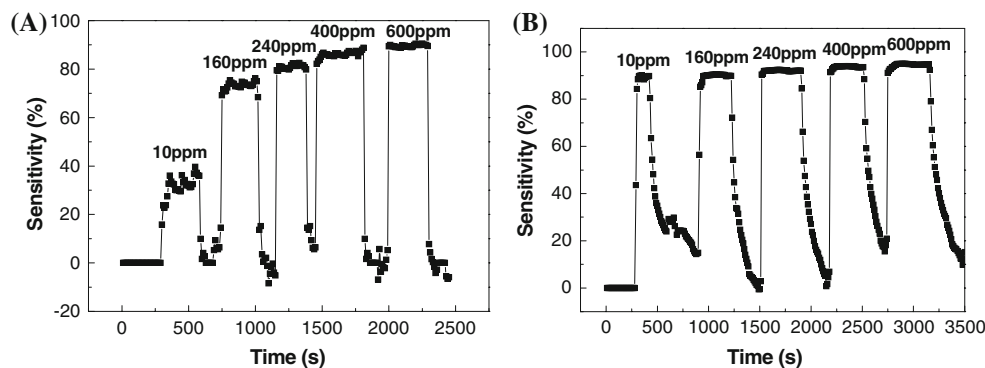 (A)
100
80
60
40
20
0
-20
Sensitivity (%)
10ppm
160ppm
240ppm
400ppm
600ppm
0 500 1000 1500 2000 2500
Time (s)
(B)
100
80
60
40
20
0
Sensitivity (%)
10ppm
160ppm
240ppm
400ppm
600ppm
0 500 1000 1500 2000 2500 3000 3500
Time (s)